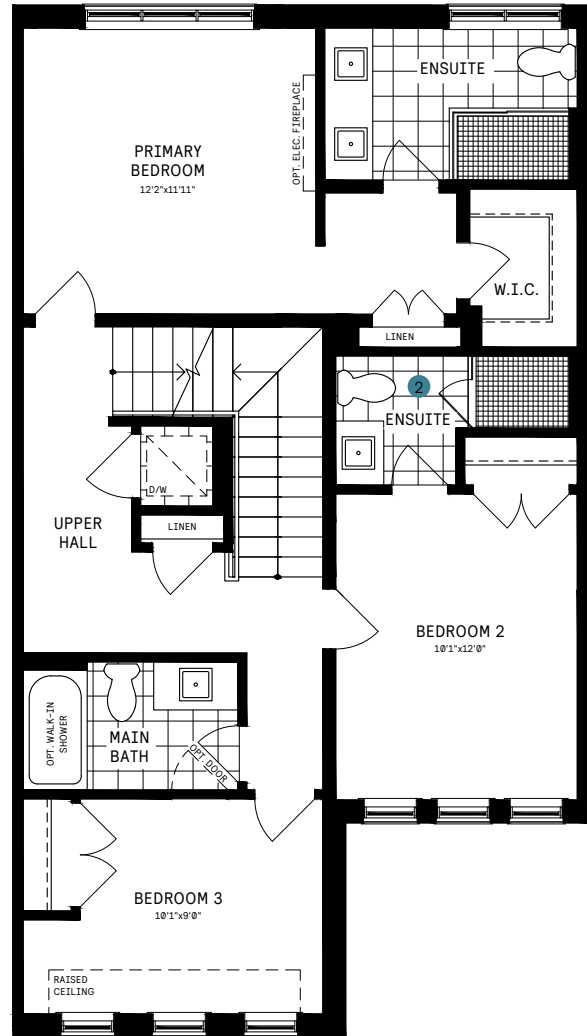 ENSUITE
OPT. ELEC. FIREPLACE
PRIMARY
BEDROOM
12'2"x11'11"
W.I.C.
LINEN
2
ENSUITE
D/W
LINEN
UPPER
HALL
BEDROOM 2
10'1"x12'0"
OPT. WALK-IN
SHOWER
MAIN
BATH
OPT. DOOR
BEDROOM 3
10'1"x9'0"
RAISED
CEILING